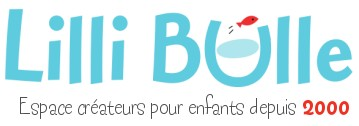 Lilli Bulle
Espace créateurs pour enfants depuis 2000